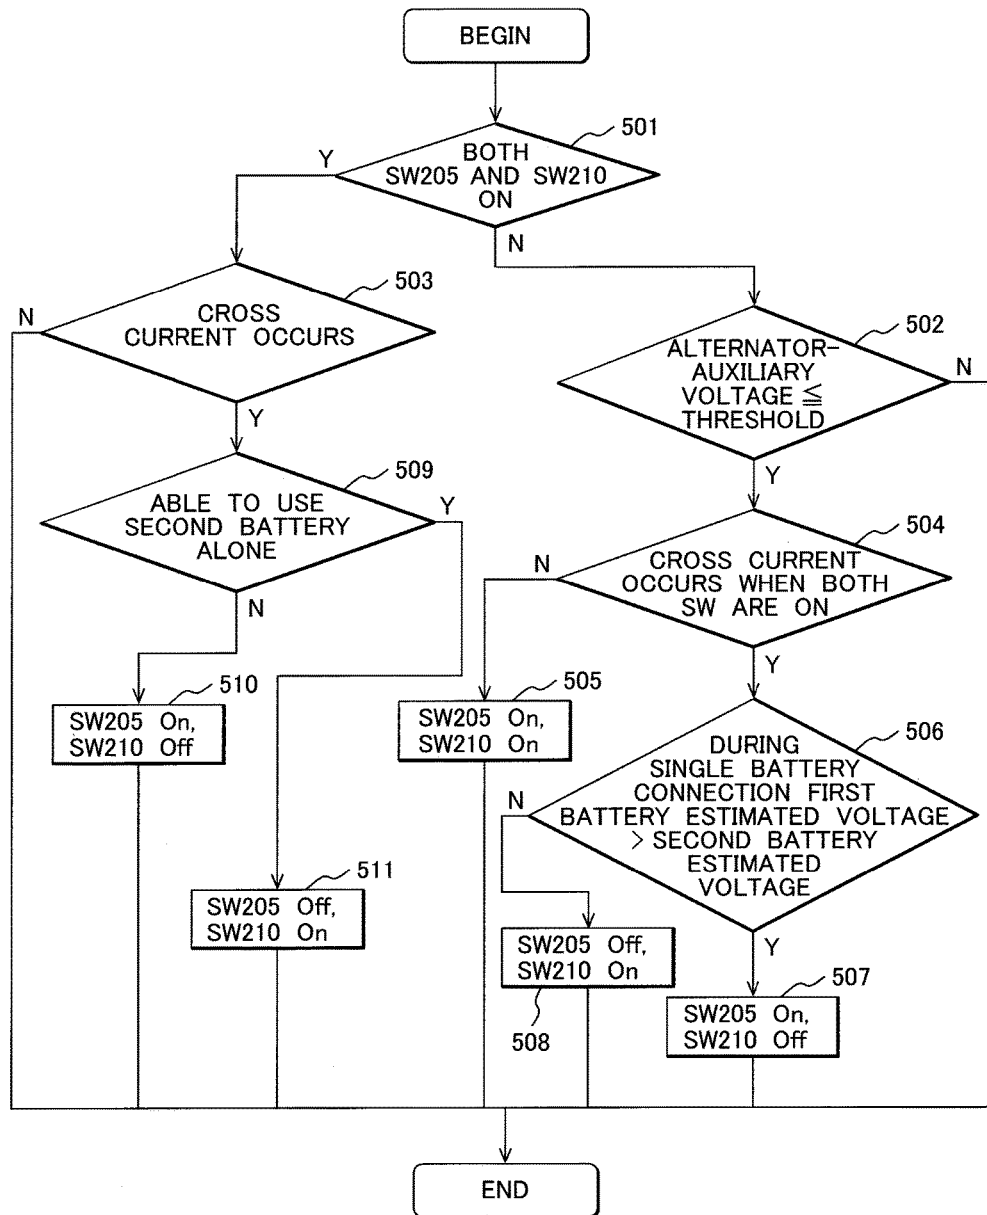 BEGIN
501
BOTH
SW205 AND SW210
ON
Y
N
503
CROSS
CURRENT OCCURS
N
Y
502
ALTERNATOR-
AUXILIARY
VOLTAGE ≦
THRESHOLD
N
Y
509
ABLE TO USE
SECOND BATTERY
ALONE
Y
N
504
CROSS CURRENT
OCCURS WHEN BOTH
SW ARE ON
N
Y
510
SW205 On,
SW210 Off
505
SW205 On,
SW210 On
506
DURING
SINGLE BATTERY
CONNECTION FIRST
BATTERY ESTIMATED VOLTAGE
> SECOND BATTERY
ESTIMATED
VOLTAGE
N
Y
511
SW205 Off,
SW210 On
SW205 Off,
SW210 On
508
507
SW205 On,
SW210 Off
END